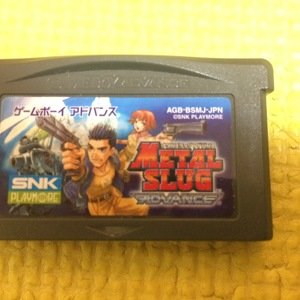 ゲームボーイ アドバンス
AGB-BSMJ-JPN
©SNK PLAYMORE
METAL
SLUG
ADVANCE
SNK
PLAYMORE